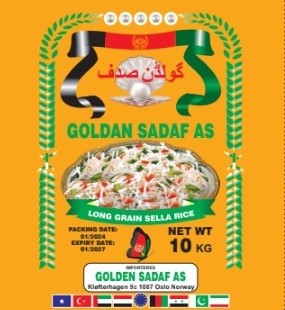 گولڈن صدف
GOLDAN SADAF AS
LONG GRAIN SELLA RICE
PACKING DATE:
01/2024
EXPIRY DATE:
01/2027
NET WT
10 KG
IMPORTERES
GOLDEN SADAF AS
Kløfterhagen 9c 1067 Oslo Norway